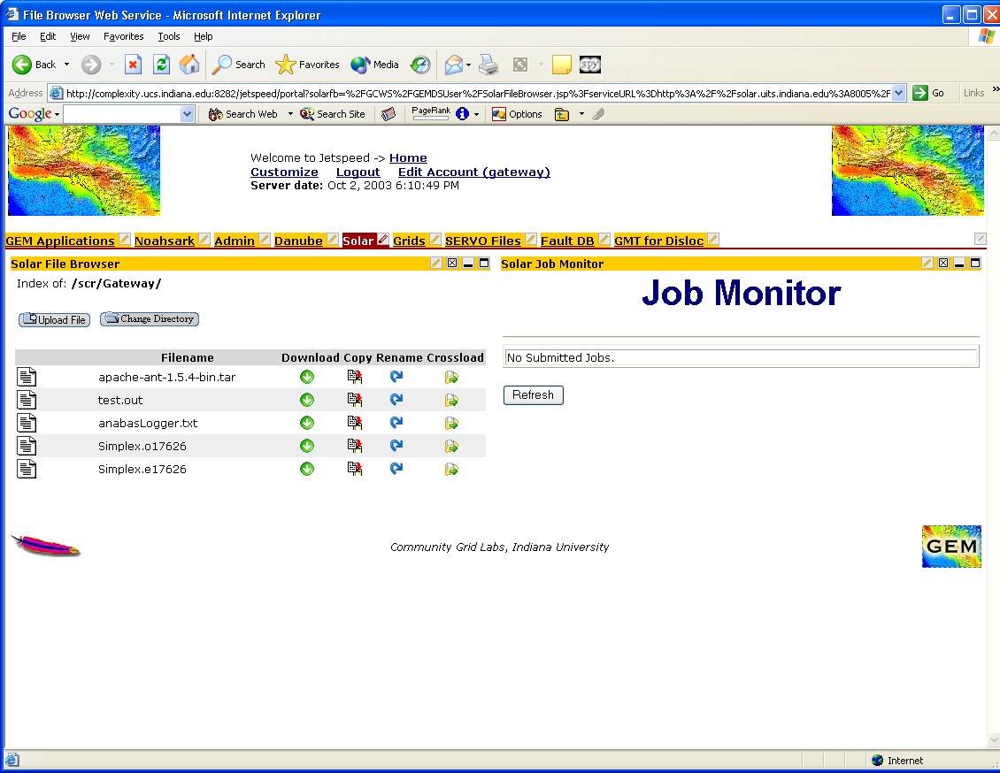 File Browser Web Service - Microsoft Internet Explorer
File Edit View Favorites Tools Help
Back Search Favorites Media spy
Address http://complexity.ucs.indiana.edu:8282/jetspeed/portal?solarfb=%2FGCWS%2FGEMDSUser%2FSolarFileBrowser.jsp%3FserviceURL%3Dhttp%3A%2F%2Fsolar.uits.indiana.edu%3A8005%2F Go Links »
Google Search Web Search Site PageRank Options
Welcome to Jetspeed -> Home
Customize Logout Edit Account (gateway)
Server date: Oct 2, 2003 6:10:49 PM
GEM Applications Noahsark Admin Danube Solar Grids SERVO Files Fault DB GMT for Disloc
Solar File Browser
Index of: /scr/Gateway/
Upload File Change Directory
Filename Download Copy Rename Crossload
apache-ant-1.5.4-bin.tar
test.out
anabasLogger.txt
Simplex.o17626
Simplex.e17626
Solar Job Monitor
Job Monitor
No Submitted Jobs.
Refresh
Community Grid Labs, Indiana University
GEM
Internet